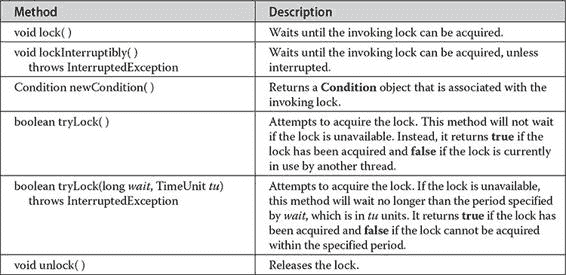 Method Description
void lock( ) Waits until the invoking lock can be acquired.
void lockInterruptibly( ) Waits until the invoking lock can be acquired, unless
throws InterruptedException interrupted.
Condition newCondition( ) Returns a Condition object that is associated with the
invoking lock.
boolean tryLock( ) Attempts to acquire the lock. This method will not wait
if the lock is unavailable. Instead, it returns true if the
lock has been acquired and false if the lock is currently
in use by another thread.
boolean tryLock(long wait, TimeUnit tu) Attempts to acquire the lock. If the lock is unavailable,
throws InterruptedException this method will wait no longer than the period specified
by wait, which is in tu units. It returns true if the lock has
been acquired and false if the lock cannot be acquired
within the specified period.
void unlock( ) Releases the lock.